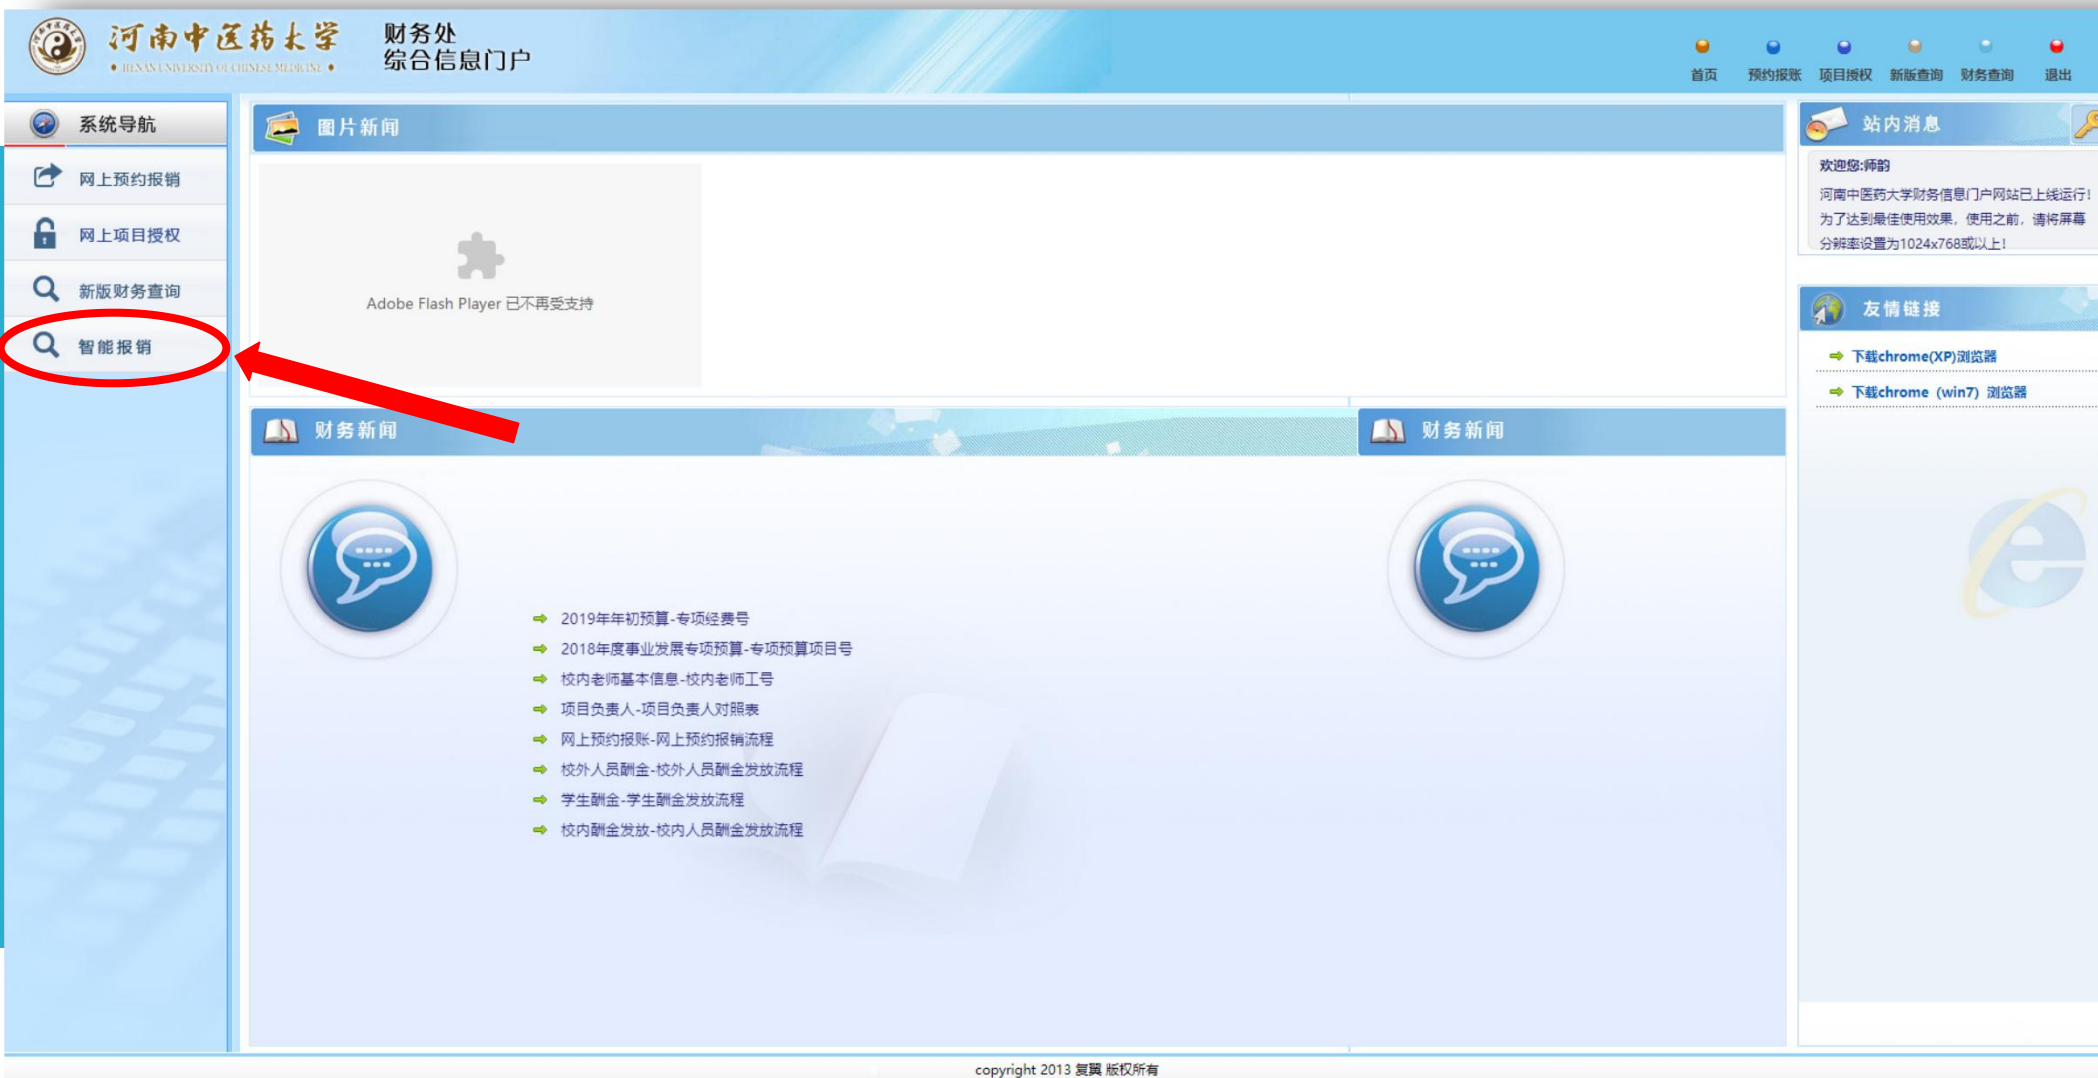 河南中医药大学
• HENAN UNIVERSITY OF CHINESE MEDICINE •
财务处
综合信息门户
首页
预约报账
项目授权
新版查询
财务查询
退出
系统导航
网上预约报销
网上项目授权
新版财务查询
智能报销
图片新闻
Adobe Flash Player 已不再受支持
财务新闻
2019年年初预算-专项经费号
2018年度事业发展专项预算-专项预算项目号
校内老师基本信息-校内老师工号
项目负责人-项目负责人对照表
网上预约报账-网上预约报销流程
校外人员酬金-校外人员酬金发放流程
学生酬金-学生酬金发放流程
校内酬金发放-校内人员酬金发放流程
财务新闻
站内消息
欢迎您:师韵
河南中医药大学财务信息门户网站已上线运行!
为了达到最佳使用效果，使用之前，请将屏幕
分辨率设置为1024x768或以上!
友情链接
下载chrome(XP)浏览器
下载chrome (win7) 浏览器
copyright 2013 复翼 版权所有